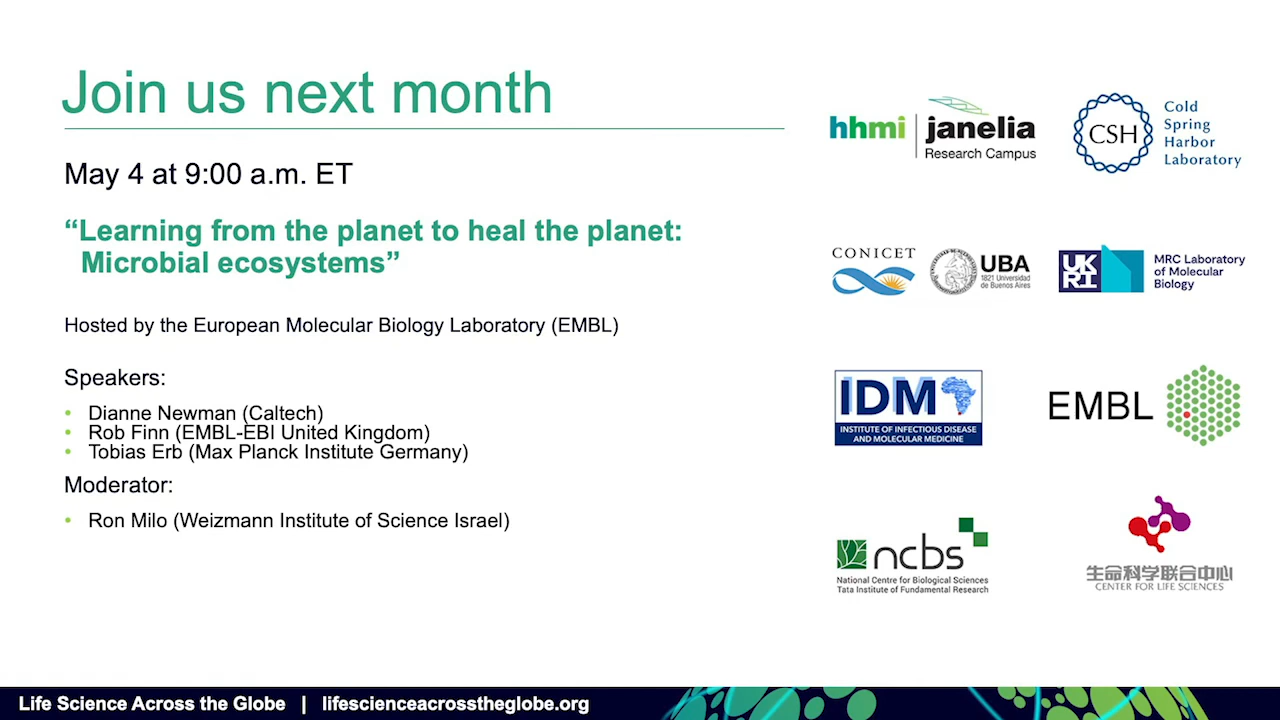 Join us next month
May 4 at 9:00 a.m. ET
“Learning from the planet to heal the planet:
Microbial ecosystems”
Hosted by the European Molecular Biology Laboratory (EMBL)
Speakers:
• Dianne Newman (Caltech)
• Rob Finn (EMBL-EBI United Kingdom)
• Tobias Erb (Max Planck Institute Germany)
Moderator:
• Ron Milo (Weizmann Institute of Science Israel)
hhmi | janelia
Research Campus
CSH
Cold
Spring
Harbor
Laboratory
CONICET
UBA
1821 Universidad
de Buenos Aires
UK
RI
MRC Laboratory
of Molecular
Biology
IDM
INSTITUTE OF INFECTIOUS DISEASE
AND MOLECULAR MEDICINE
EMBL
ncbs
National Centre for Biological Sciences
Tata Institute of Fundamental Research
生命科学联合中心
CENTER FOR LIFE SCIENCES
Life Science Across the Globe | lifescienceacrosstheglobe.org